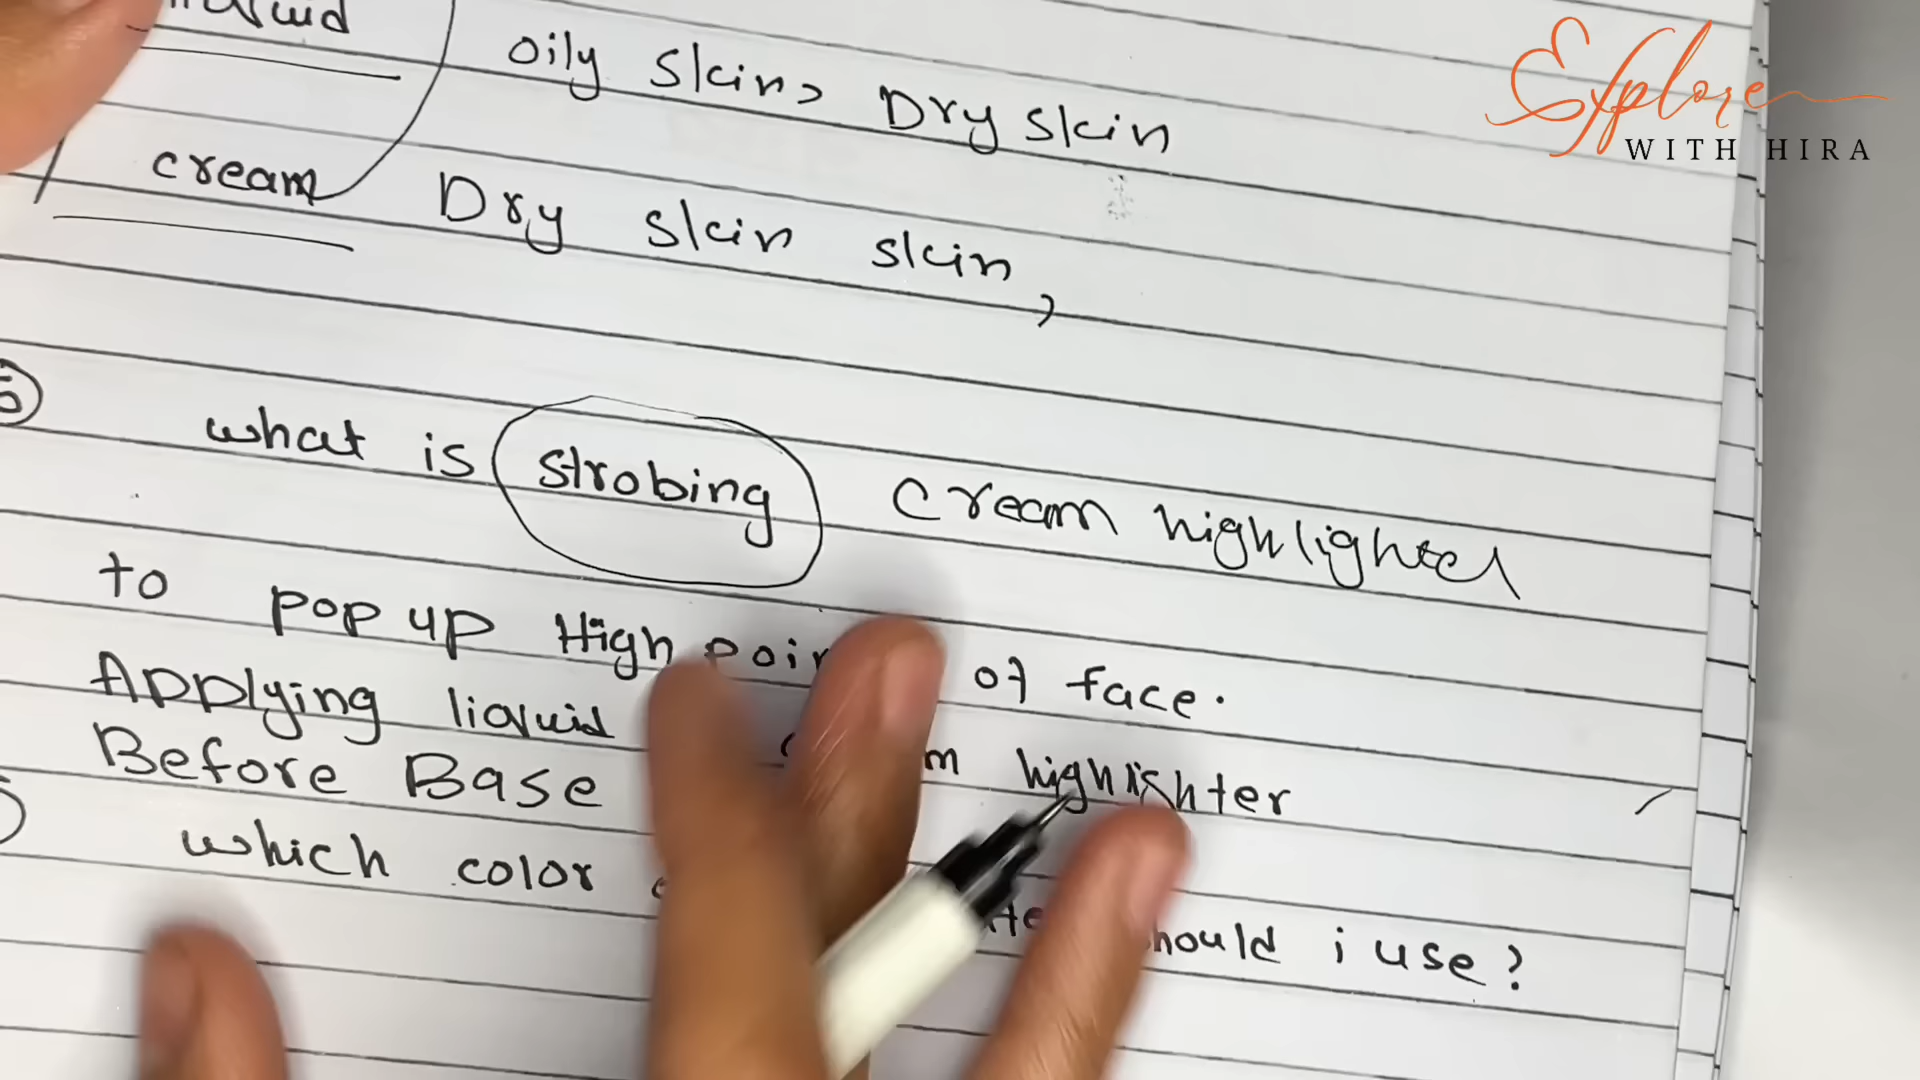 oily skin, Dry skin
cream Dry skin skin,
what is strobing cream highlighted
to pop up High of face.
Applying liquid highlighter
Before Base
which color should i use?
Explore
WITH HIRA